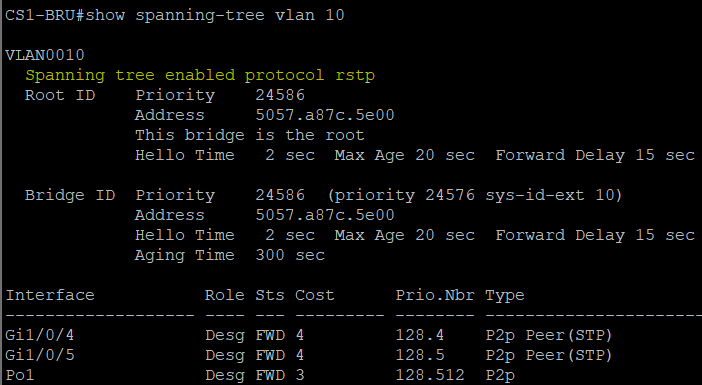 CS1-BRU#show spanning-tree vlan 10
VLAN0010
Spanning tree enabled protocol rstp
Root ID Priority 24586
Address 5057.a87c.5e00
This bridge is the root
Hello Time 2 sec Max Age 20 sec Forward Delay 15 sec
Bridge ID Priority 24586 (priority 24576 sys-id-ext 10)
Address 5057.a87c.5e00
Hello Time 2 sec Max Age 20 sec Forward Delay 15 sec
Aging Time 300 sec
Interface Role Sts Cost Prio.Nbr Type
------------------- ---- --- --------- -------- --------------------
Gi1/0/4 Desg FWD 4 128.4 P2p Peer(STP)
Gi1/0/5 Desg FWD 4 128.5 P2p Peer(STP)
Po1 Desg FWD 3 128.512 P2p